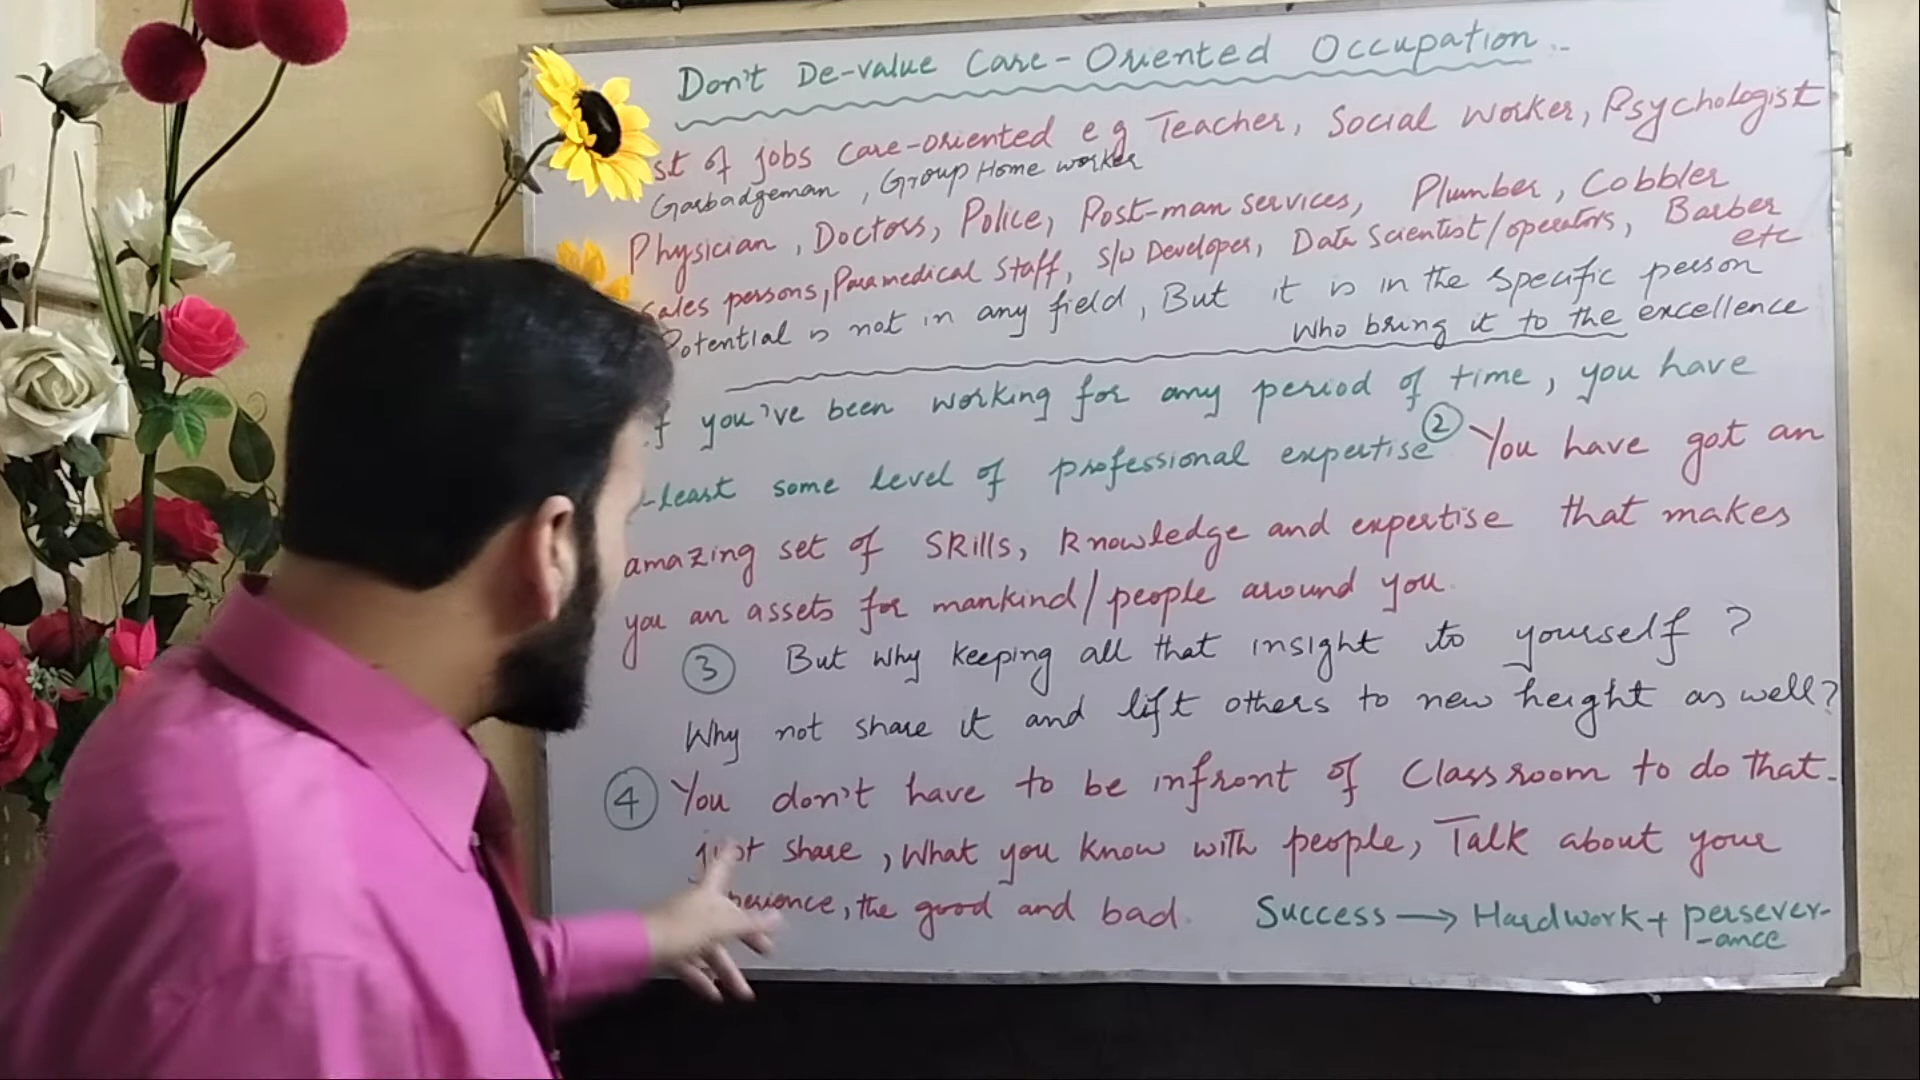 Don't De-value Care-Oriented Occupation..
st of jobs care-oriented e g Teacher, Social Worker, Psychologist
Garbadgeman, Group Home worker
Physician, Doctors, Police, Post-man services, Plumber, Cobbler
Sales persons, Paramedical Staff, S/W Developer, Data Scientist/operators, Barber
etc
Potential is not in any field, But it is in the specific person
who bring it to the excellence
f you've been working for any period of time, you have
-least some level of professional expertise ② You have got an
amazing set of skills, knowledge and expertise that makes
you an assets for mankind/people around you.
③ But why keeping all that insight to yourself?
Why not share it and lift others to new height as well?
④ You don't have to be infront of Classroom to do that.
just share, What you know with people, Talk about your
perience, the good and bad. Success → Hardwork + persever-
-ance